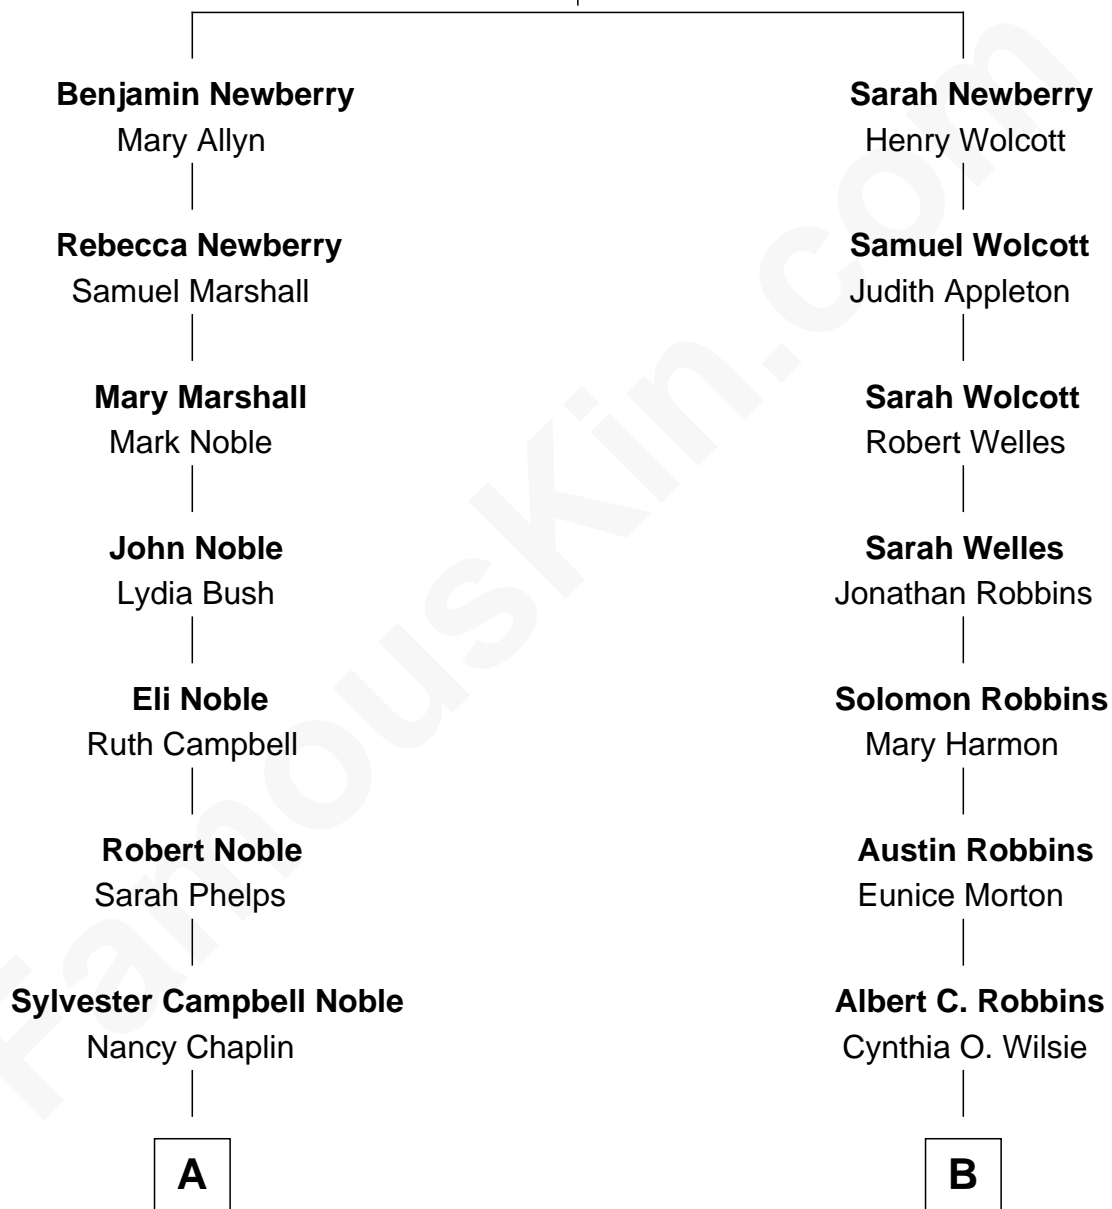 Benjamin Newberry
Mary Allyn
Rebecca Newberry
Samuel Marshall
Mary Marshall
Mark Noble
John Noble
Lydia Bush
Eli Noble
Ruth Campbell
Robert Noble
Sarah Phelps
Sylvester Campbell Noble
Nancy Chaplin
A
Sarah Newberry
Henry Wolcott
Samuel Wolcott
Judith Appleton
Sarah Wolcott
Robert Welles
Sarah Welles
Jonathan Robbins
Solomon Robbins
Mary Harmon
Austin Robbins
Eunice Morton
Albert C. Robbins
Cynthia O. Wilsie
B
FamousKin.com